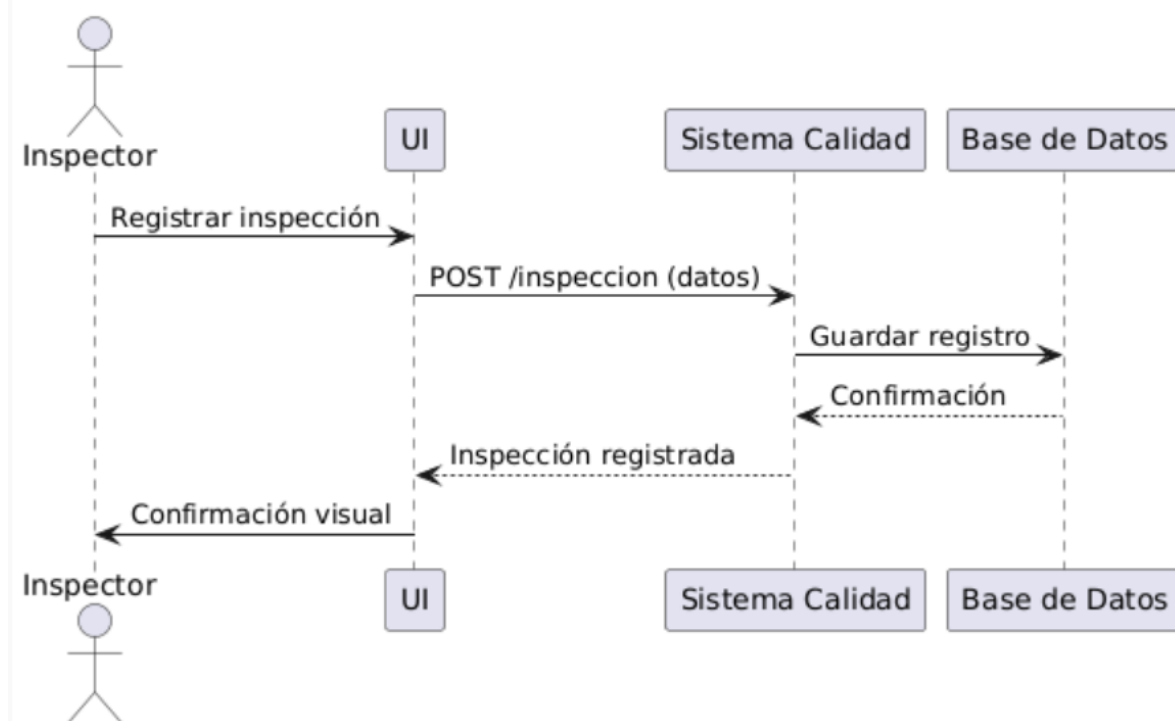 Inspector
UI
Sistema Calidad
Base de Datos
Registrar inspección
POST /inspeccion (datos)
Guardar registro
Confirmación
Inspección registrada
Confirmación visual
Inspector
UI
Sistema Calidad
Base de Datos